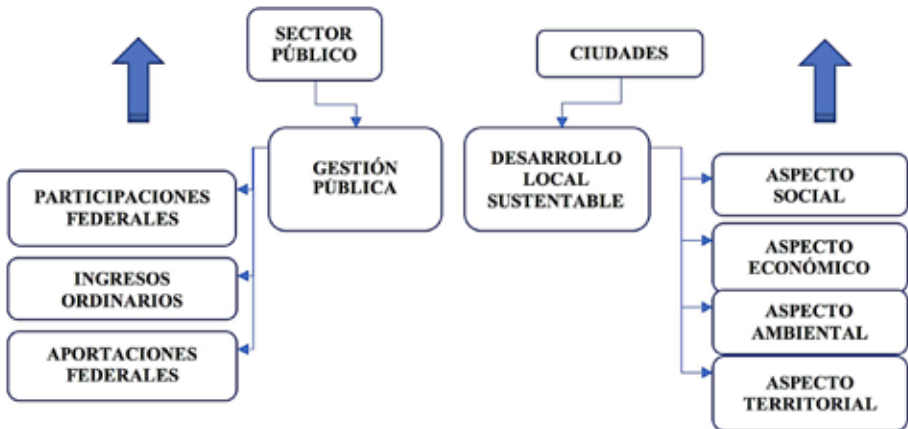 SECTOR
PÚBLICO
GESTIÓN
PÚBLICA
PARTICIPACIONES
FEDERALES
INGRESOS
ORDINARIOS
APORTACIONES
FEDERALES
CIUDADES
DESARROLLO
LOCAL
SUSTENTABLE
ASPECTO
SOCIAL
ASPECTO
ECONÓMICO
ASPECTO
AMBIENTAL
ASPECTO
TERRITORIAL